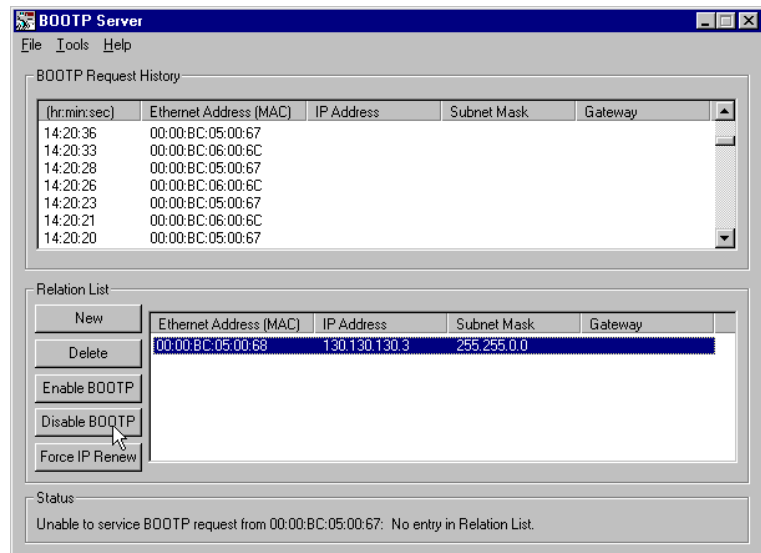 BOOTP Server
File Tools Help
BOOTP Request History
(hr:min:sec) Ethernet Address (MAC) IP Address Subnet Mask Gateway
14:20:36 00:00:BC:05:00:67
14:20:33 00:00:BC:06:00:6C
14:20:28 00:00:BC:05:00:67
14:20:26 00:00:BC:06:00:6C
14:20:23 00:00:BC:05:00:67
14:20:21 00:00:BC:06:00:6C
14:20:20 00:00:BC:05:00:67
Relation List
New
Delete
Enable BOOTP
Disable BOOTP
Force IP Renew
Ethernet Address (MAC) IP Address Subnet Mask Gateway
00:00:BC:05:00:68 130.130.130.3 255.255.0.0
Status
Unable to service BOOTP request from 00:00:BC:05:00:67: No entry in Relation List.